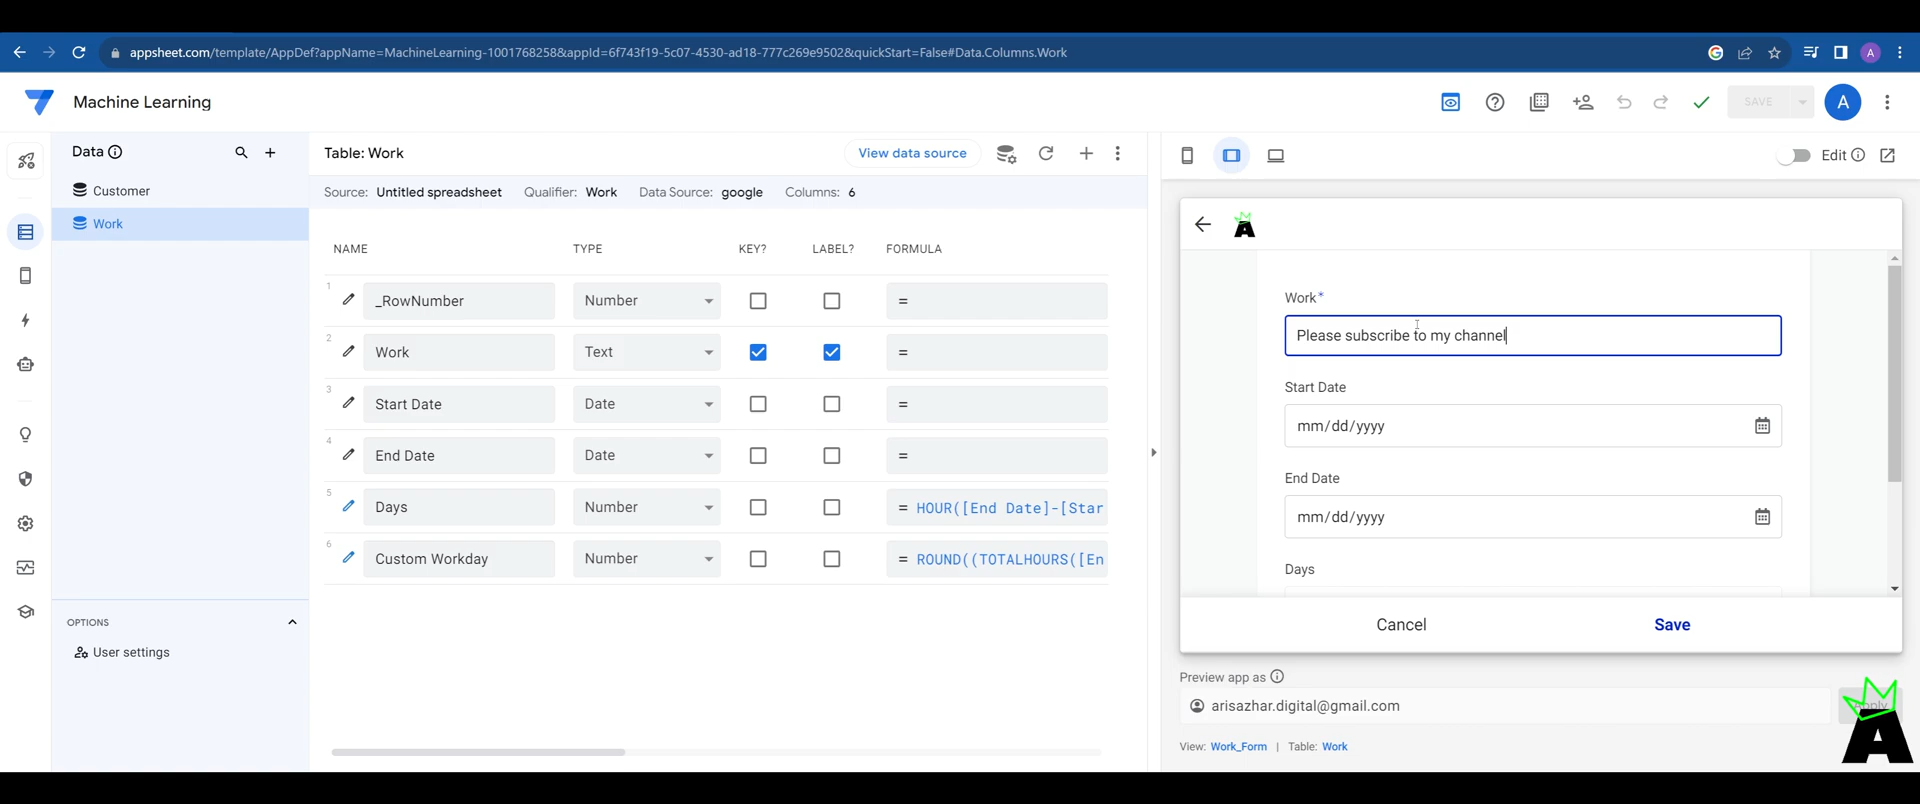 appsheet.com/template/AppDef?appName=MachineLearning-1001768258&appId=6f743f19-5c07-4530-ad18-777c269e9502&quickStart=False#Data.Columns.Work
A
Machine Learning
SAVE
A
Data
Table: Work
View data source
Edit
Customer
Source: Untitled spreadsheet Qualifier: Work Data Source: google Columns: 6
Work
NAME TYPE KEY? LABEL? FORMULA
1 _RowNumber Number =
2 Work Text =
3 Start Date Date =
4 End Date Date =
5 Days Number = HOUR([End Date]-[Star
6 Custom Workday Number = ROUND((TOTALHOURS([En
OPTIONS
User settings
A
Work*
Please subscribe to my channel
Start Date
mm/dd/yyyy
End Date
mm/dd/yyyy
Days
Cancel Save
Preview app as
arisazhar.digital@gmail.com
Apply
View: Work_Form | Table: Work
A